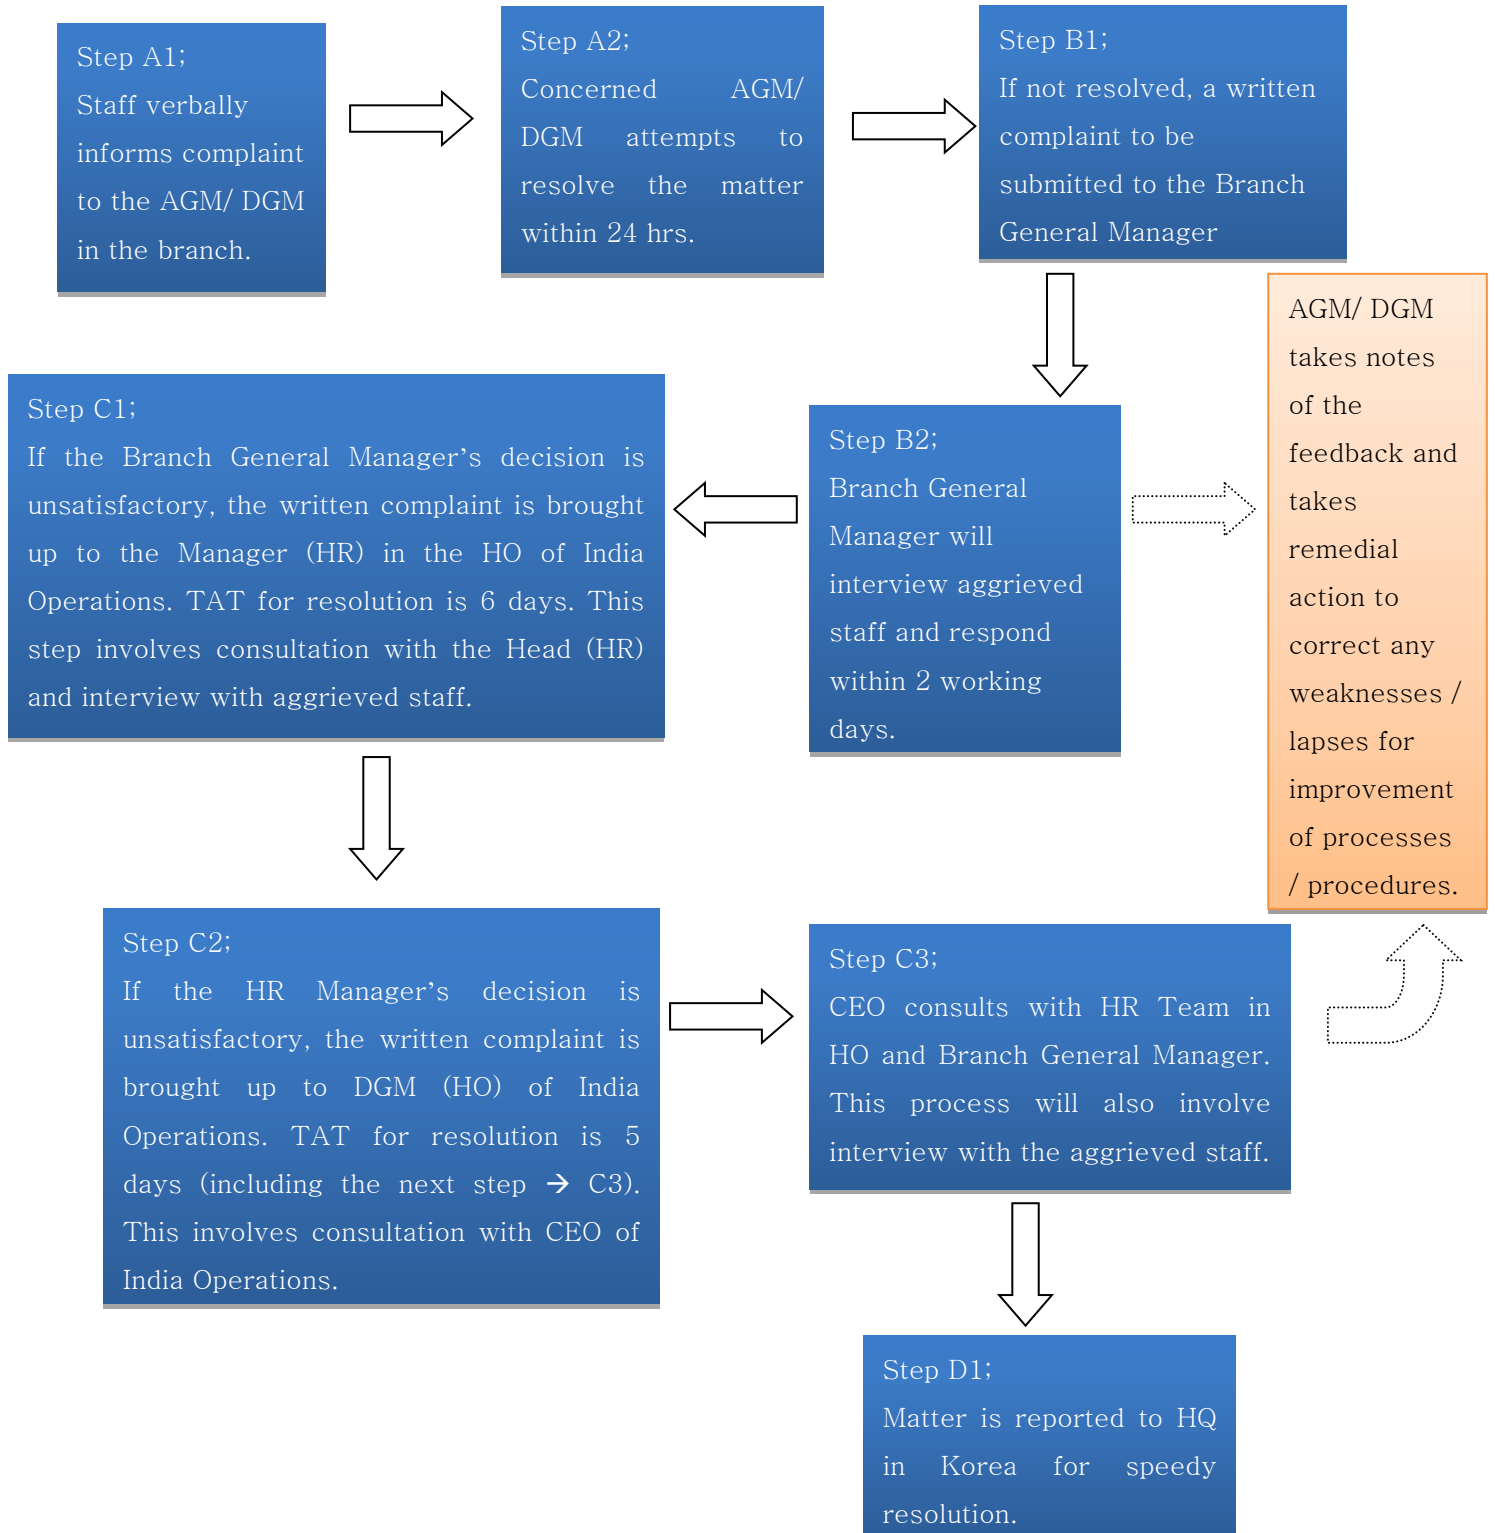 Step A1;
Staff verbally
informs complaint
to the AGM/ DGM
in the branch.
Step A2;
Concerned AGM/
DGM attempts to
resolve the matter
within 24 hrs.
Step B1;
If not resolved, a written
complaint to be
submitted to the Branch
General Manager
AGM/ DGM
takes notes
of the
feedback and
takes
remedial
action to
correct any
weaknesses /
lapses for
improvement
of processes
/ procedures.
Step B2;
Branch General
Manager will
interview aggrieved
staff and respond
within 2 working
days.
Step C1;
If the Branch General Manager’s decision is
unsatisfactory, the written complaint is brought
up to the Manager (HR) in the HO of India
Operations. TAT for resolution is 6 days. This
step involves consultation with the Head (HR)
and interview with aggrieved staff.
Step C2;
If the HR Manager’s decision is
unsatisfactory, the written complaint is
brought up to DGM (HO) of India
Operations. TAT for resolution is 5
days (including the next step → C3).
This involves consultation with CEO of
India Operations.
Step C3;
CEO consults with HR Team in
HO and Branch General Manager.
This process will also involve
interview with the aggrieved staff.
Step D1;
Matter is reported to HQ
in Korea for speedy
resolution.